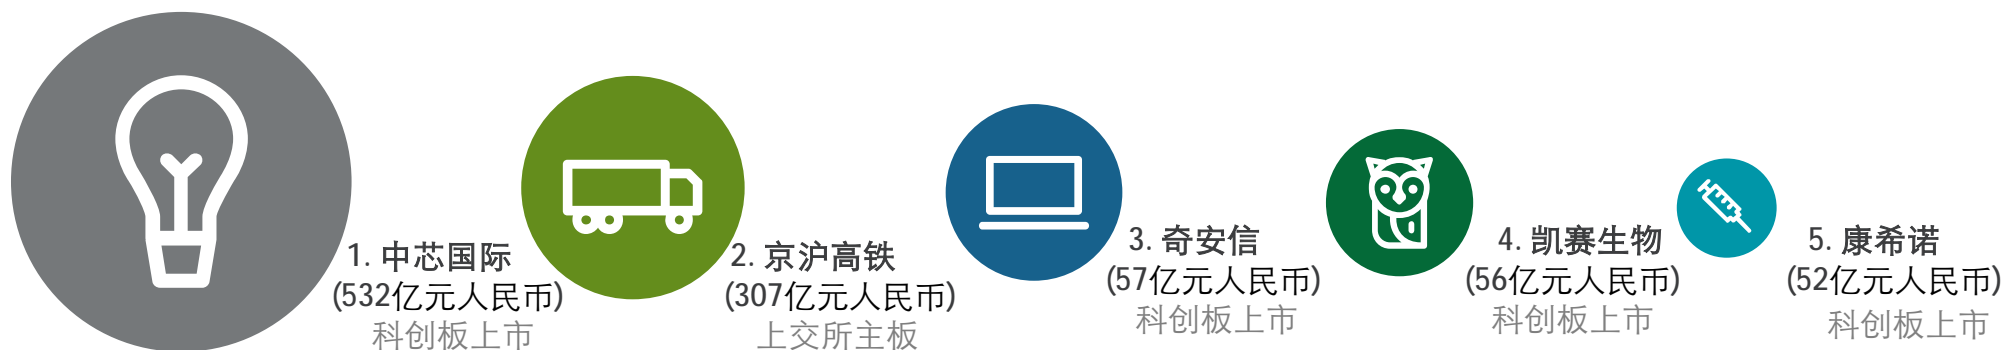 1. 中芯国际
(532亿元人民币)
科创板上市
2. 京沪高铁
(307亿元人民币)
上交所主板
3. 奇安信
(57亿元人民币)
科创板上市
4. 凯赛生物
(56亿元人民币)
科创板上市
5. 康希诺
(52亿元人民币)
科创板上市